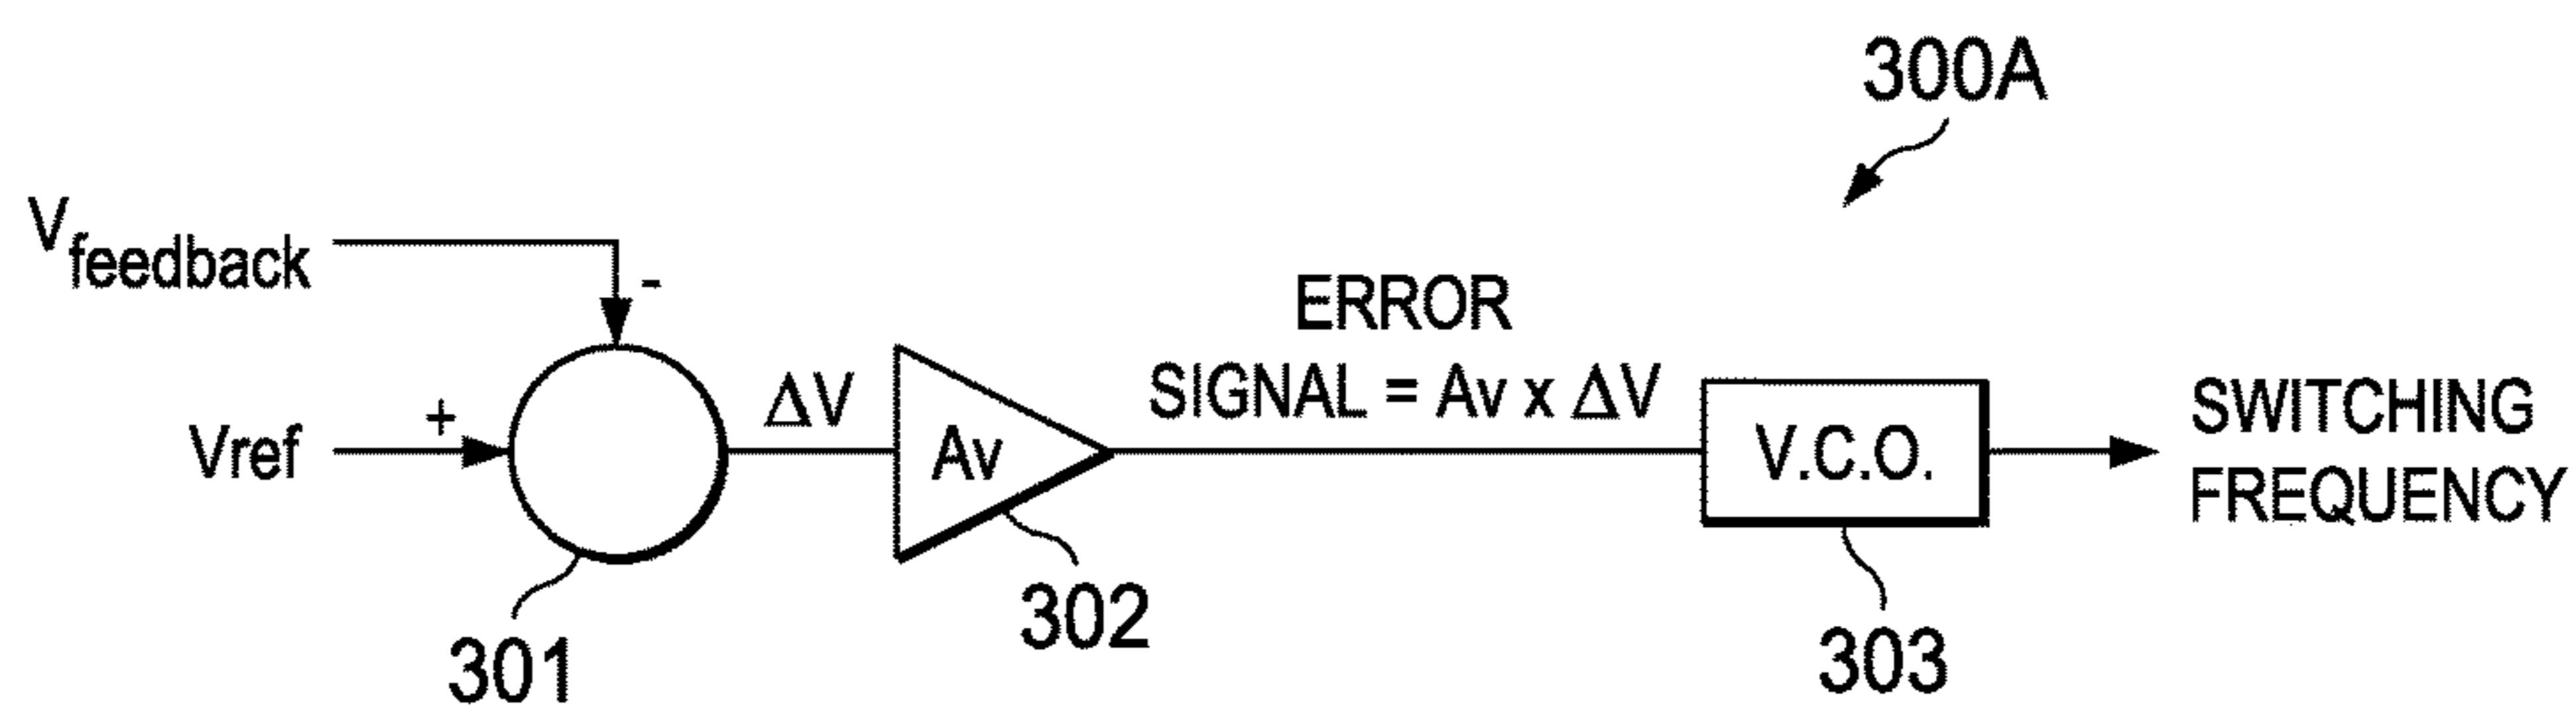 300A
Vfeedback
-
ERROR
SIGNAL = Av x ΔV
Vref
+
ΔV
Av
V.C.O.
SWITCHING
FREQUENCY
301
302
303